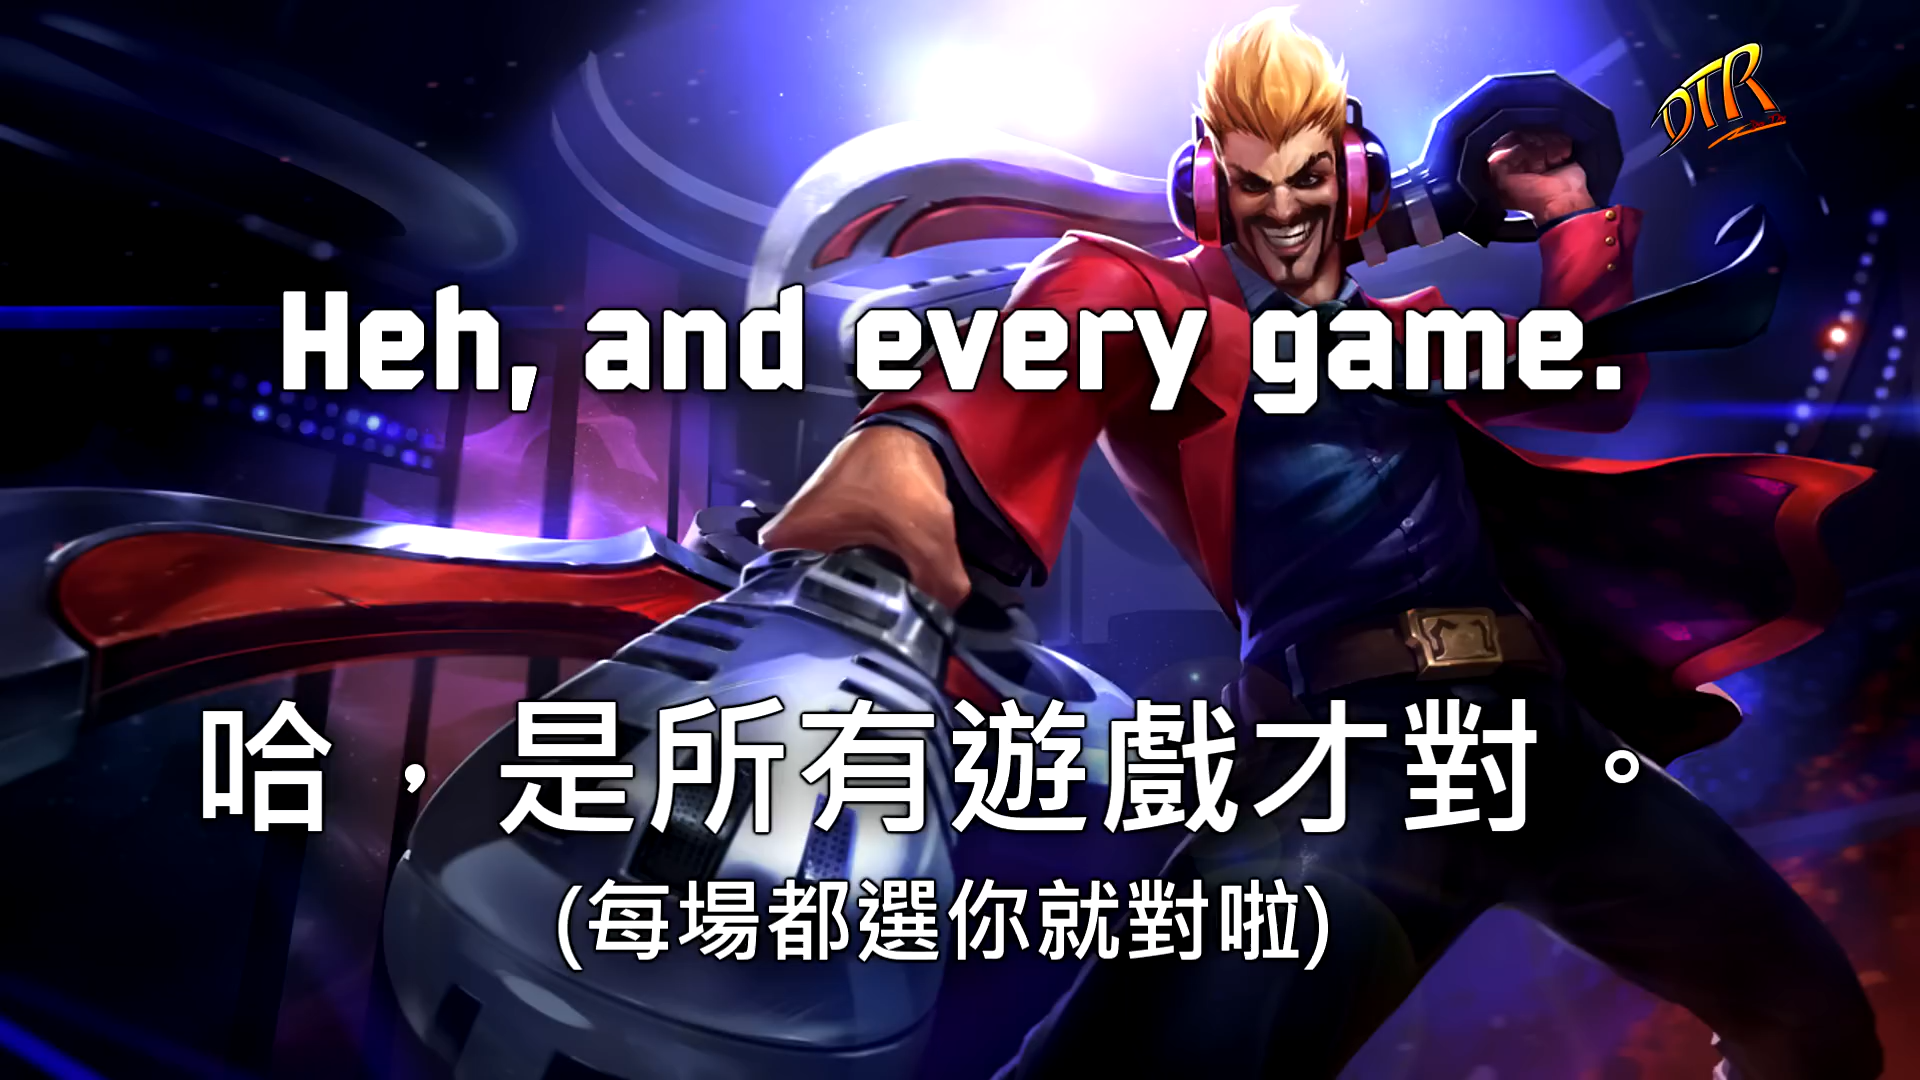 DTR
Heh, and every game.
哈，是所有遊戲才對。
(每場都選你就對啦)